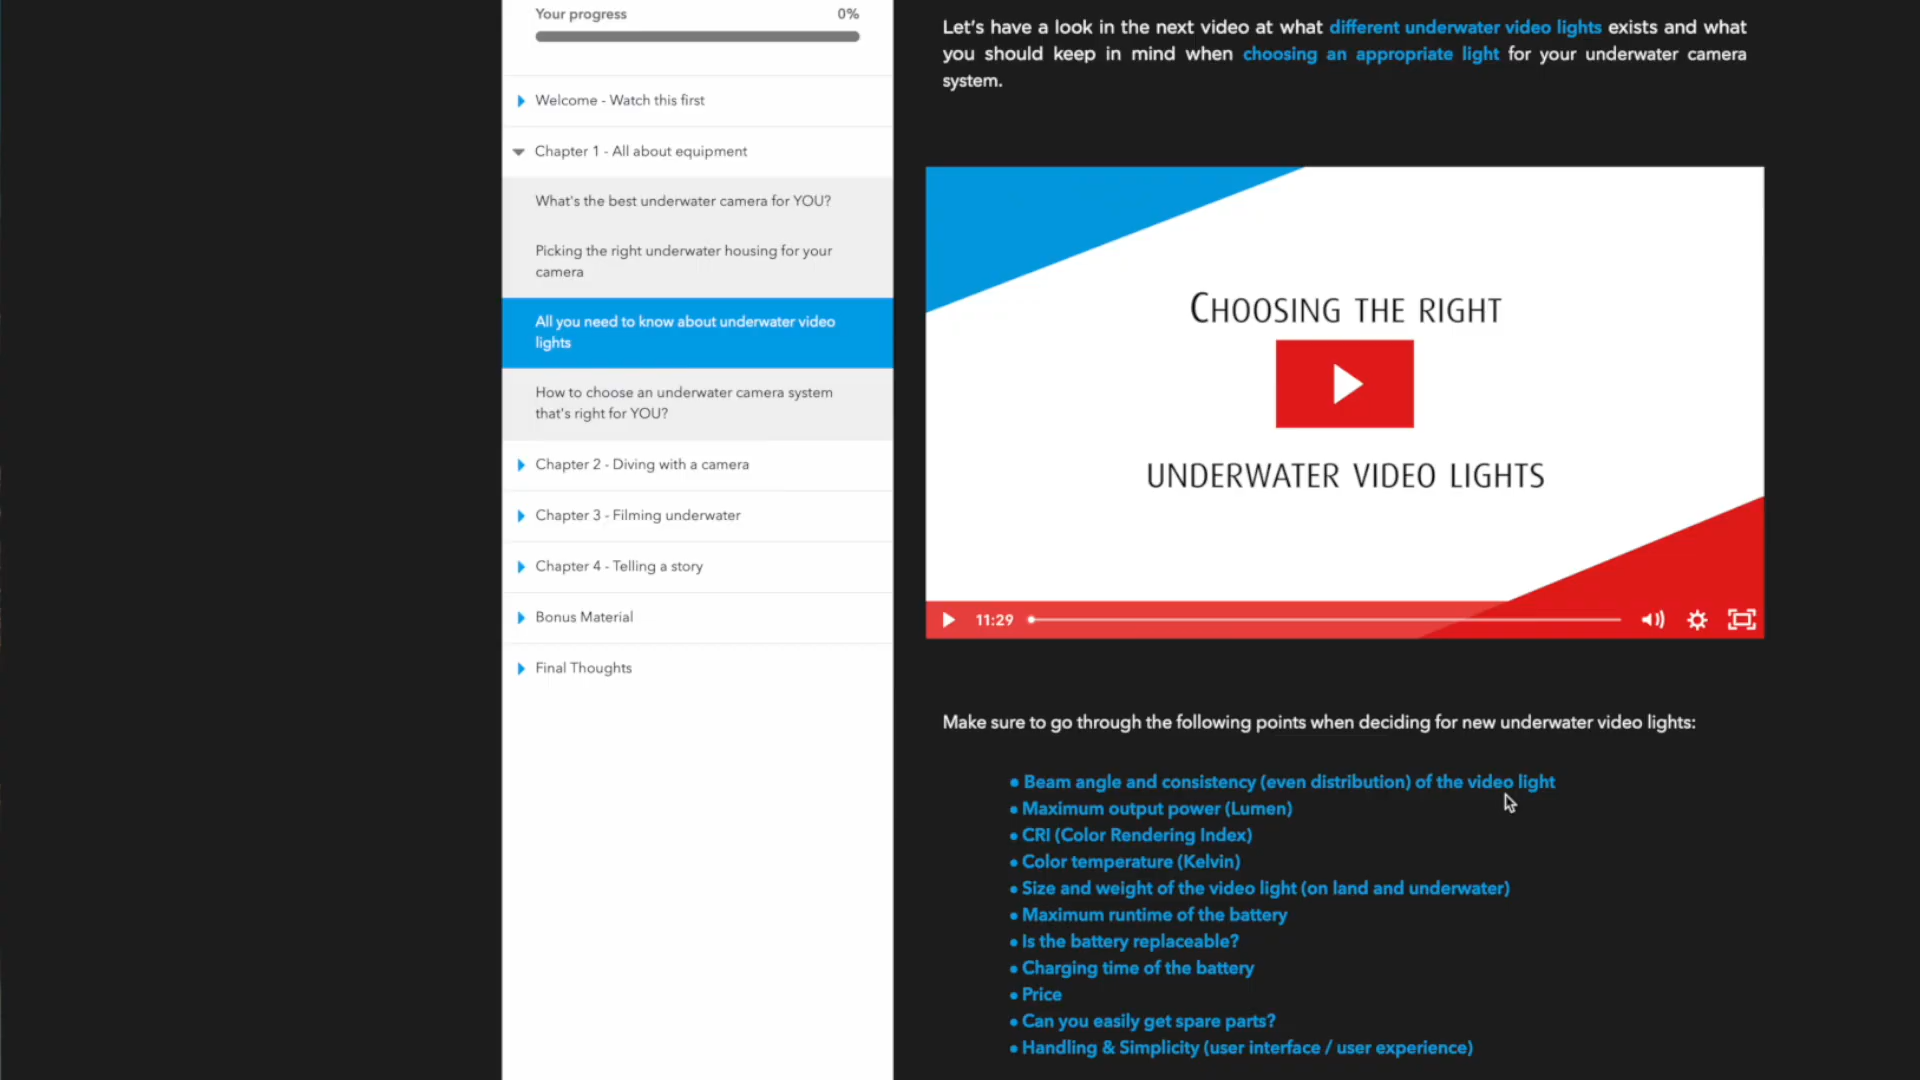 Your progress 0%
Welcome - Watch this first
Chapter 1 - All about equipment
What's the best underwater camera for YOU?
Picking the right underwater housing for your
camera
All you need to know about underwater video
lights
How to choose an underwater camera system
that's right for YOU?
Chapter 2 - Diving with a camera
Chapter 3 - Filming underwater
Chapter 4 - Telling a story
Bonus Material
Final Thoughts
Let's have a look in the next video at what different underwater video lights exists and what
you should keep in mind when choosing an appropriate light for your underwater camera
system.
CHOOSING THE RIGHT
UNDERWATER VIDEO LIGHTS
11:29
Make sure to go through the following points when deciding for new underwater video lights:
• Beam angle and consistency (even distribution) of the video light
• Maximum output power (Lumen)
• CRI (Color Rendering Index)
• Color temperature (Kelvin)
• Size and weight of the video light (on land and underwater)
• Maximum runtime of the battery
• Is the battery replaceable?
• Charging time of the battery
• Price
• Can you easily get spare parts?
• Handling & Simplicity (user interface / user experience)